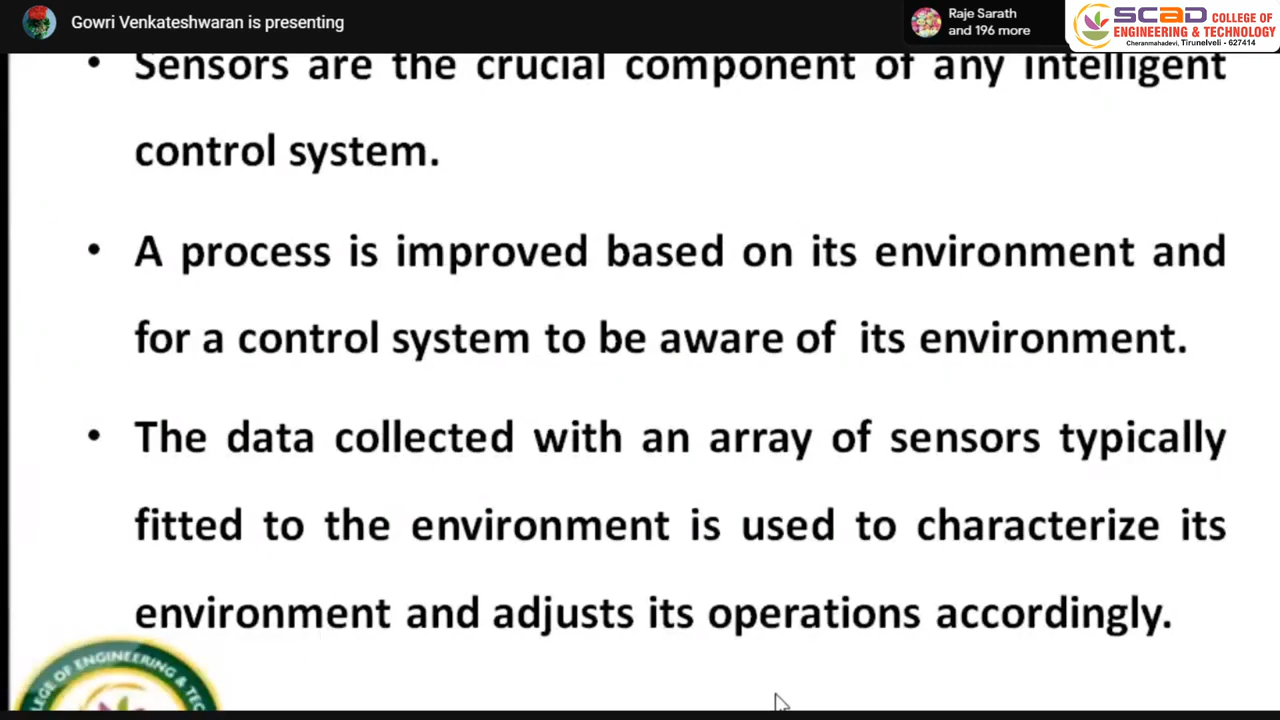 Gowri Venkateshwaran is presenting
Raje Sarath
and 196 more
SCAD COLLEGE OF
ENGINEERING & TECHNOLOGY
Cheranmahadevi, Tirunelveli - 627414
• Sensors are the crucial component of any intelligent
control system.
• A process is improved based on its environment and
for a control system to be aware of its environment.
• The data collected with an array of sensors typically
fitted to the environment is used to characterize its
environment and adjusts its operations accordingly.
OF ENGINEERING &